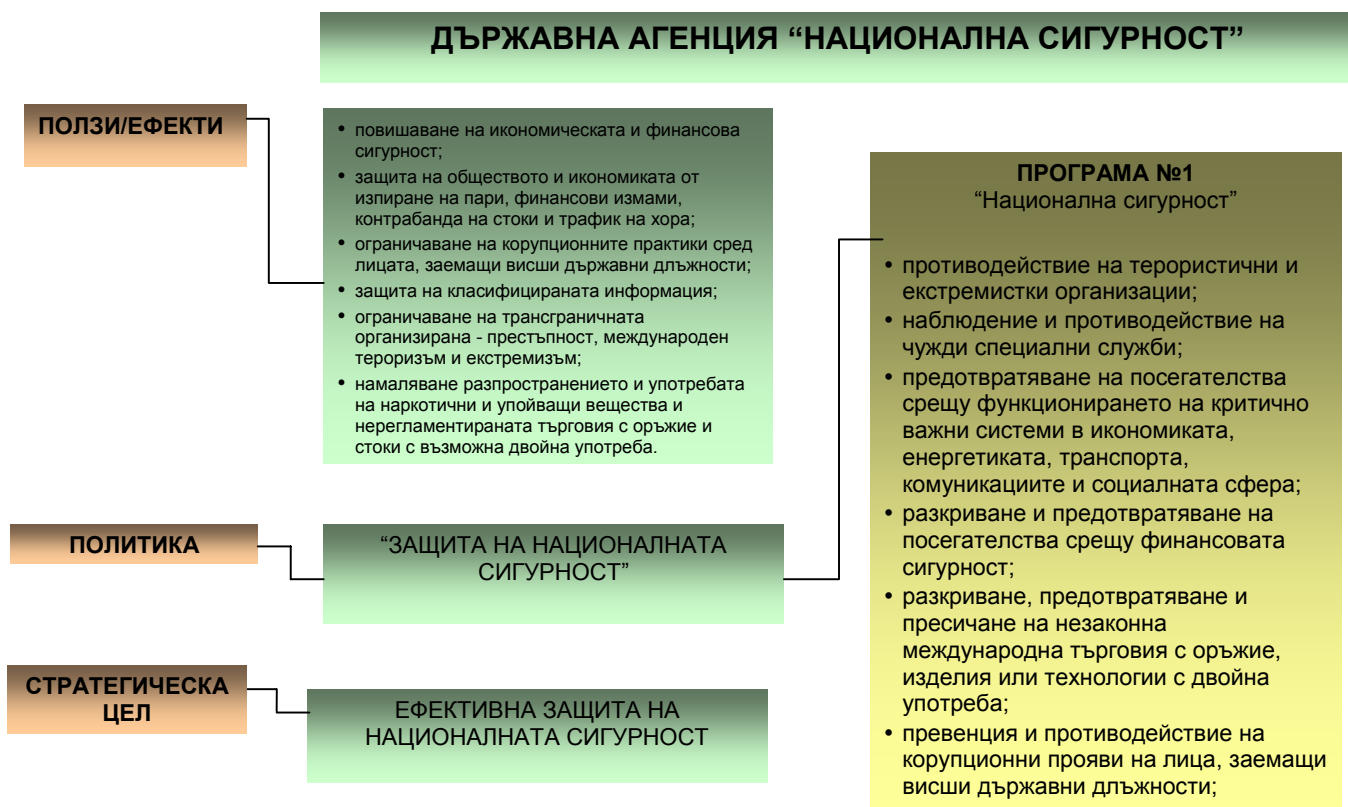 ДЪРЖАВНА АГЕНЦИЯ “НАЦИОНАЛНА СИГУРНОСТ”
ПОЛЗИ/ЕФЕКТИ
• повишаване на икономическата и финансова
сигурност;
• защита на обществото и икономиката от
изпиране на пари, финансови измами,
контрабанда на стоки и трафик на хора;
• ограничаване на корупционните практики сред
лицата, заемащи висши държавни длъжности;
• защита на класифицираната информация;
• ограничаване на трансграничната
организирана - престъпност, международен
тероризъм и екстремизъм;
• намаляване разпространението и употребата
на наркотични и упойващи вещества и
нерегламентираната търговия с оръжие и
стоки с възможна двойна употреба.
ПОЛИТИКА
“ЗАЩИТА НА НАЦИОНАЛНАТА
СИГУРНОСТ”
СТРАТЕГИЧЕСКА
ЦЕЛ
ЕФЕКТИВНА ЗАЩИТА НА
НАЦИОНАЛНАТА СИГУРНОСТ
ПРОГРАМА №1
“Национална сигурност”
• противодействие на терористични и
екстремистки организации;
• наблюдение и противодействие на
чужди специални служби;
• предотвратяване на посегателства
срещу функционирането на критично
важни системи в икономиката,
енергетиката, транспорта,
комуникациите и социалната сфера;
• разкриване и предотвратяване на
посегателства срещу финансовата
сигурност;
• разкриване, предотвратяване и
пресичане на незаконна
международна търговия с оръжие,
изделия или технологии с двойна
употреба;
• превенция и противодействие на
корупционни прояви на лица, заемащи
висши държавни длъжности;